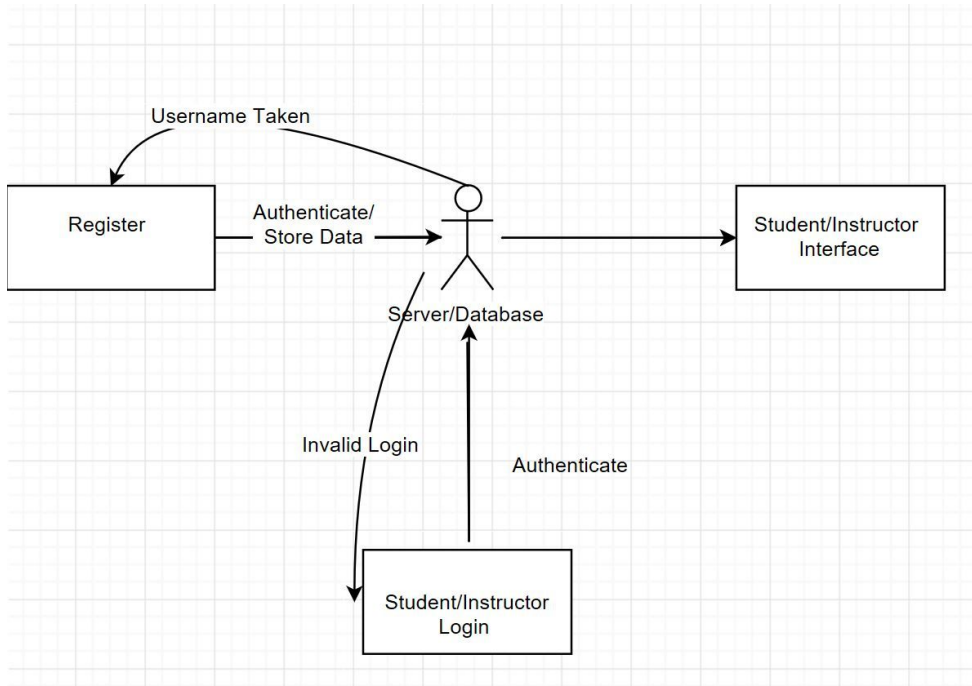 Username Taken
Register
Authenticate/
Store Data
Student/Instructor
Interface
Server/Database
Invalid Login
Authenticate
Student/Instructor
Login